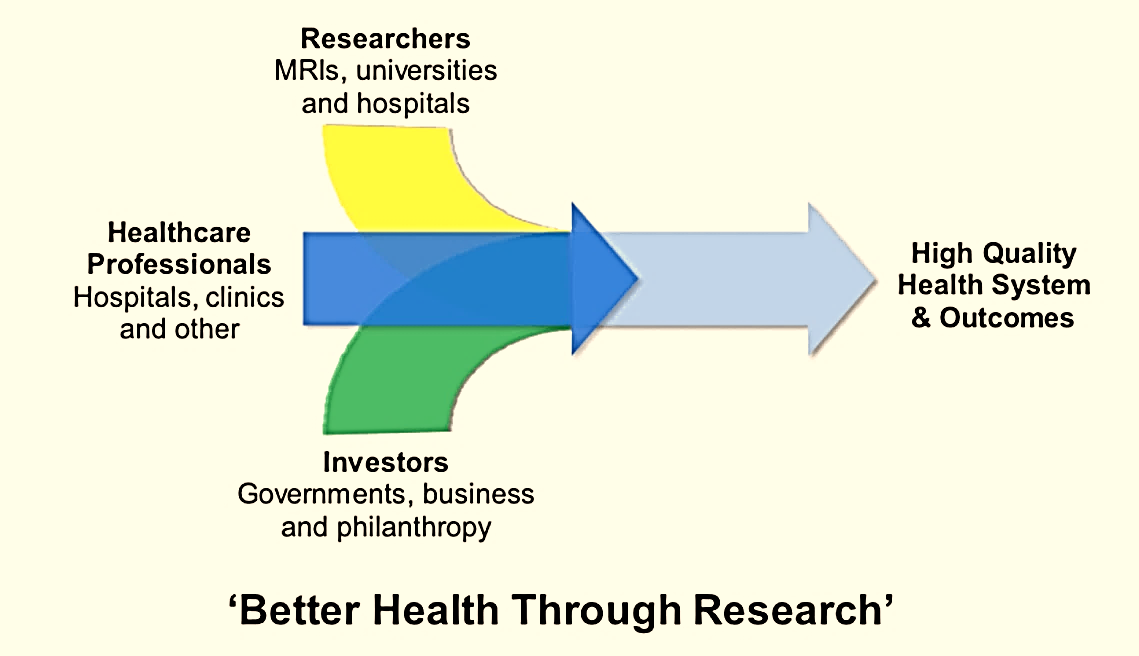 Researchers
MRIs, universities
and hospitals
Healthcare
Professionals
Hospitals, clinics
and other
High Quality
Health System
& Outcomes
Investors
Governments, business
and philanthropy
‘Better Health Through Research’